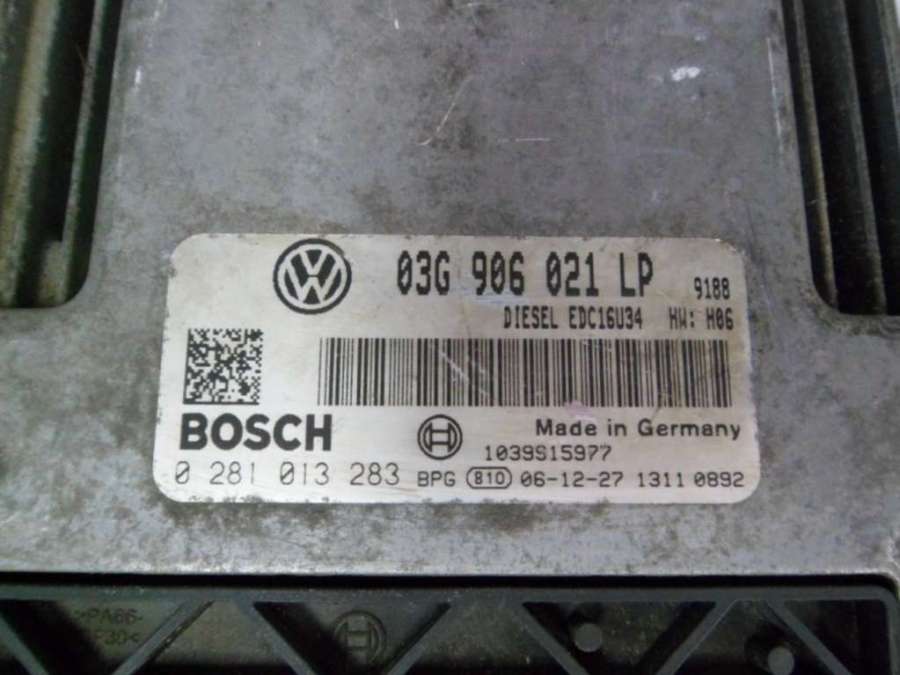 03G 906 021 LP 9188
DIESEL EDC16U34 HW: H06
BOSCH
Made in Germany
1039S15977
0 281 013 283 BPG 810 06-12-27 1311 0892
>PA66-